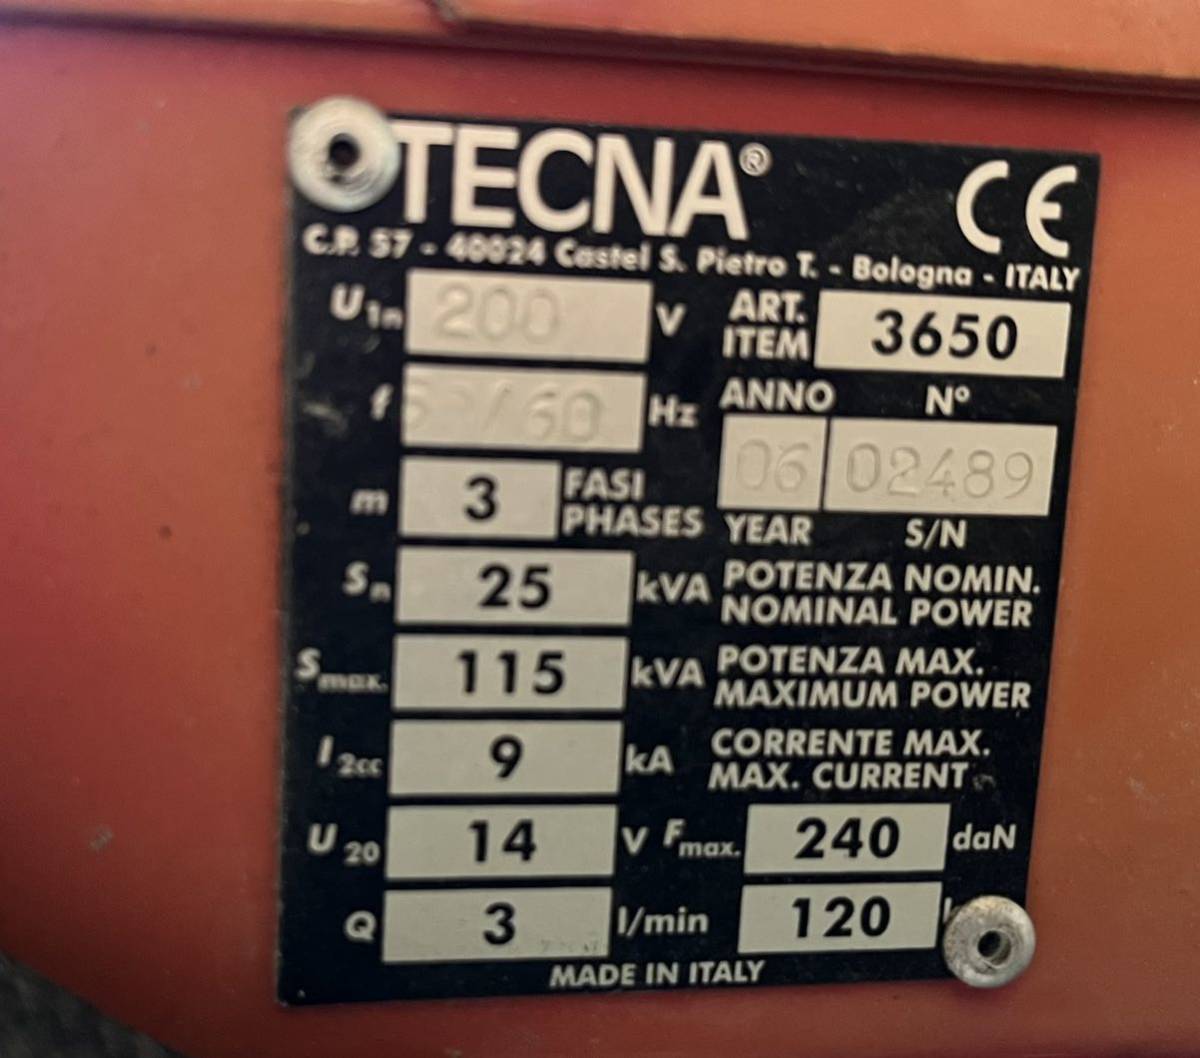 TECNA®
CE
C.P. 57 - 40024 Castel S. Pietro T. - Bologna - ITALY
U1n 200 V
ART.
ITEM 3650
f 50/60 Hz
ANNO N°
06 02489
YEAR S/N
m 3 FASI
PHASES
Sn 25 kVA POTENZA NOMIN.
NOMINAL POWER
Smax. 115 kVA POTENZA MAX.
MAXIMUM POWER
I2cc 9 kA CORRENTE MAX.
MAX. CURRENT
U20 14 V Fmax. 240 daN
Q 3 l/min 120
MADE IN ITALY